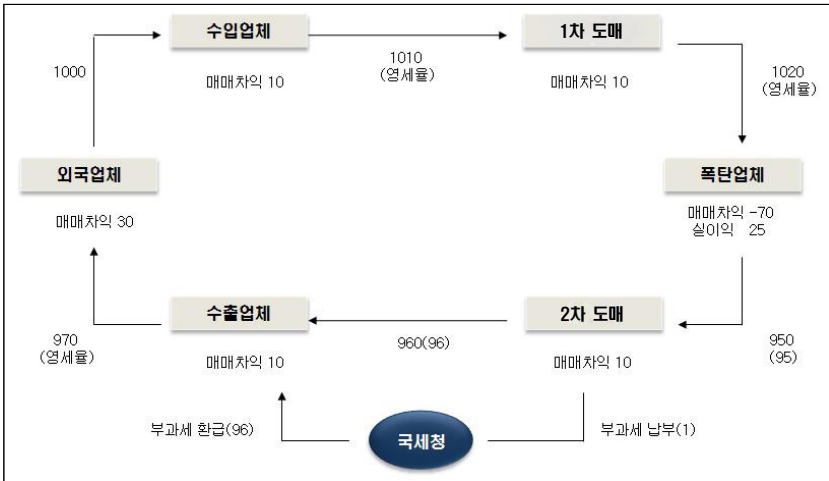 수입업체
1차 도매
1000
1010
(영세율)
1020
(영세율)
매매차익 10
매매차익 10
외국업체
폭탄업체
매매차익 30
매매차익 -70
실이익 25
수출업체
2차 도매
970
(영세율)
960(96)
950
(95)
매매차익 10
매매차익 10
부과세 환급(96)
국세청
부과세 납부(1)